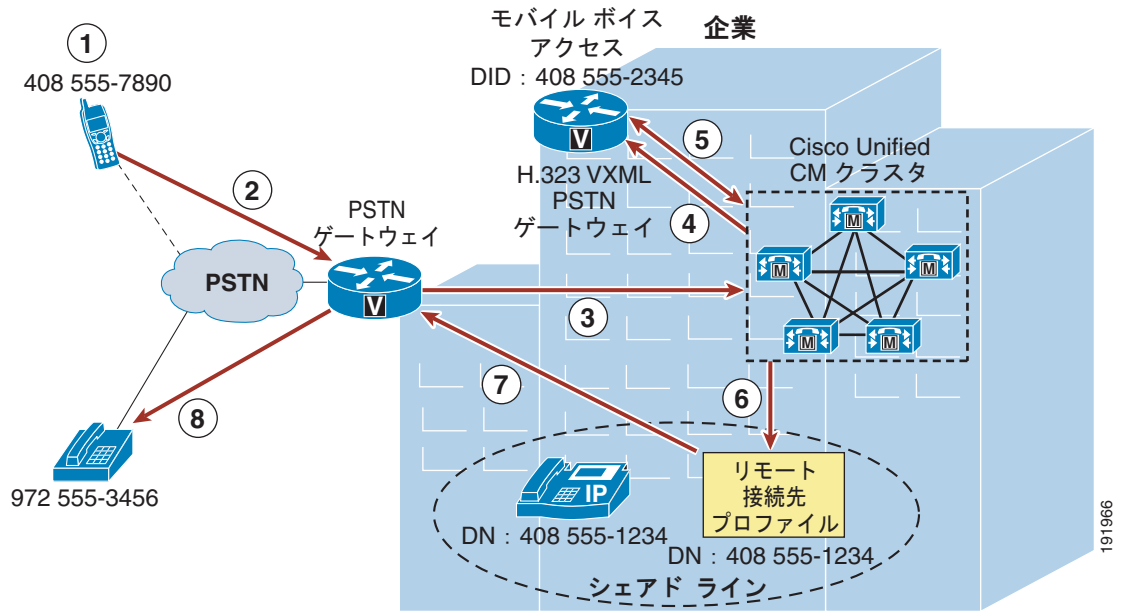 モバイル ボイス
アクセス
DID：408 555-2345
企業
1
408 555-7890
2
5
Cisco Unified
CM クラスタ
V
H.323 VXML
PSTN
ゲートウェイ
4
PSTN
ゲートウェイ
M
M
M
M
M
PSTN
V
3
7
6
8
972 555-3456
IP
DN：408 555-1234
リモート
接続先
プロファイル
DN：408 555-1234
シェアド ライン
191966